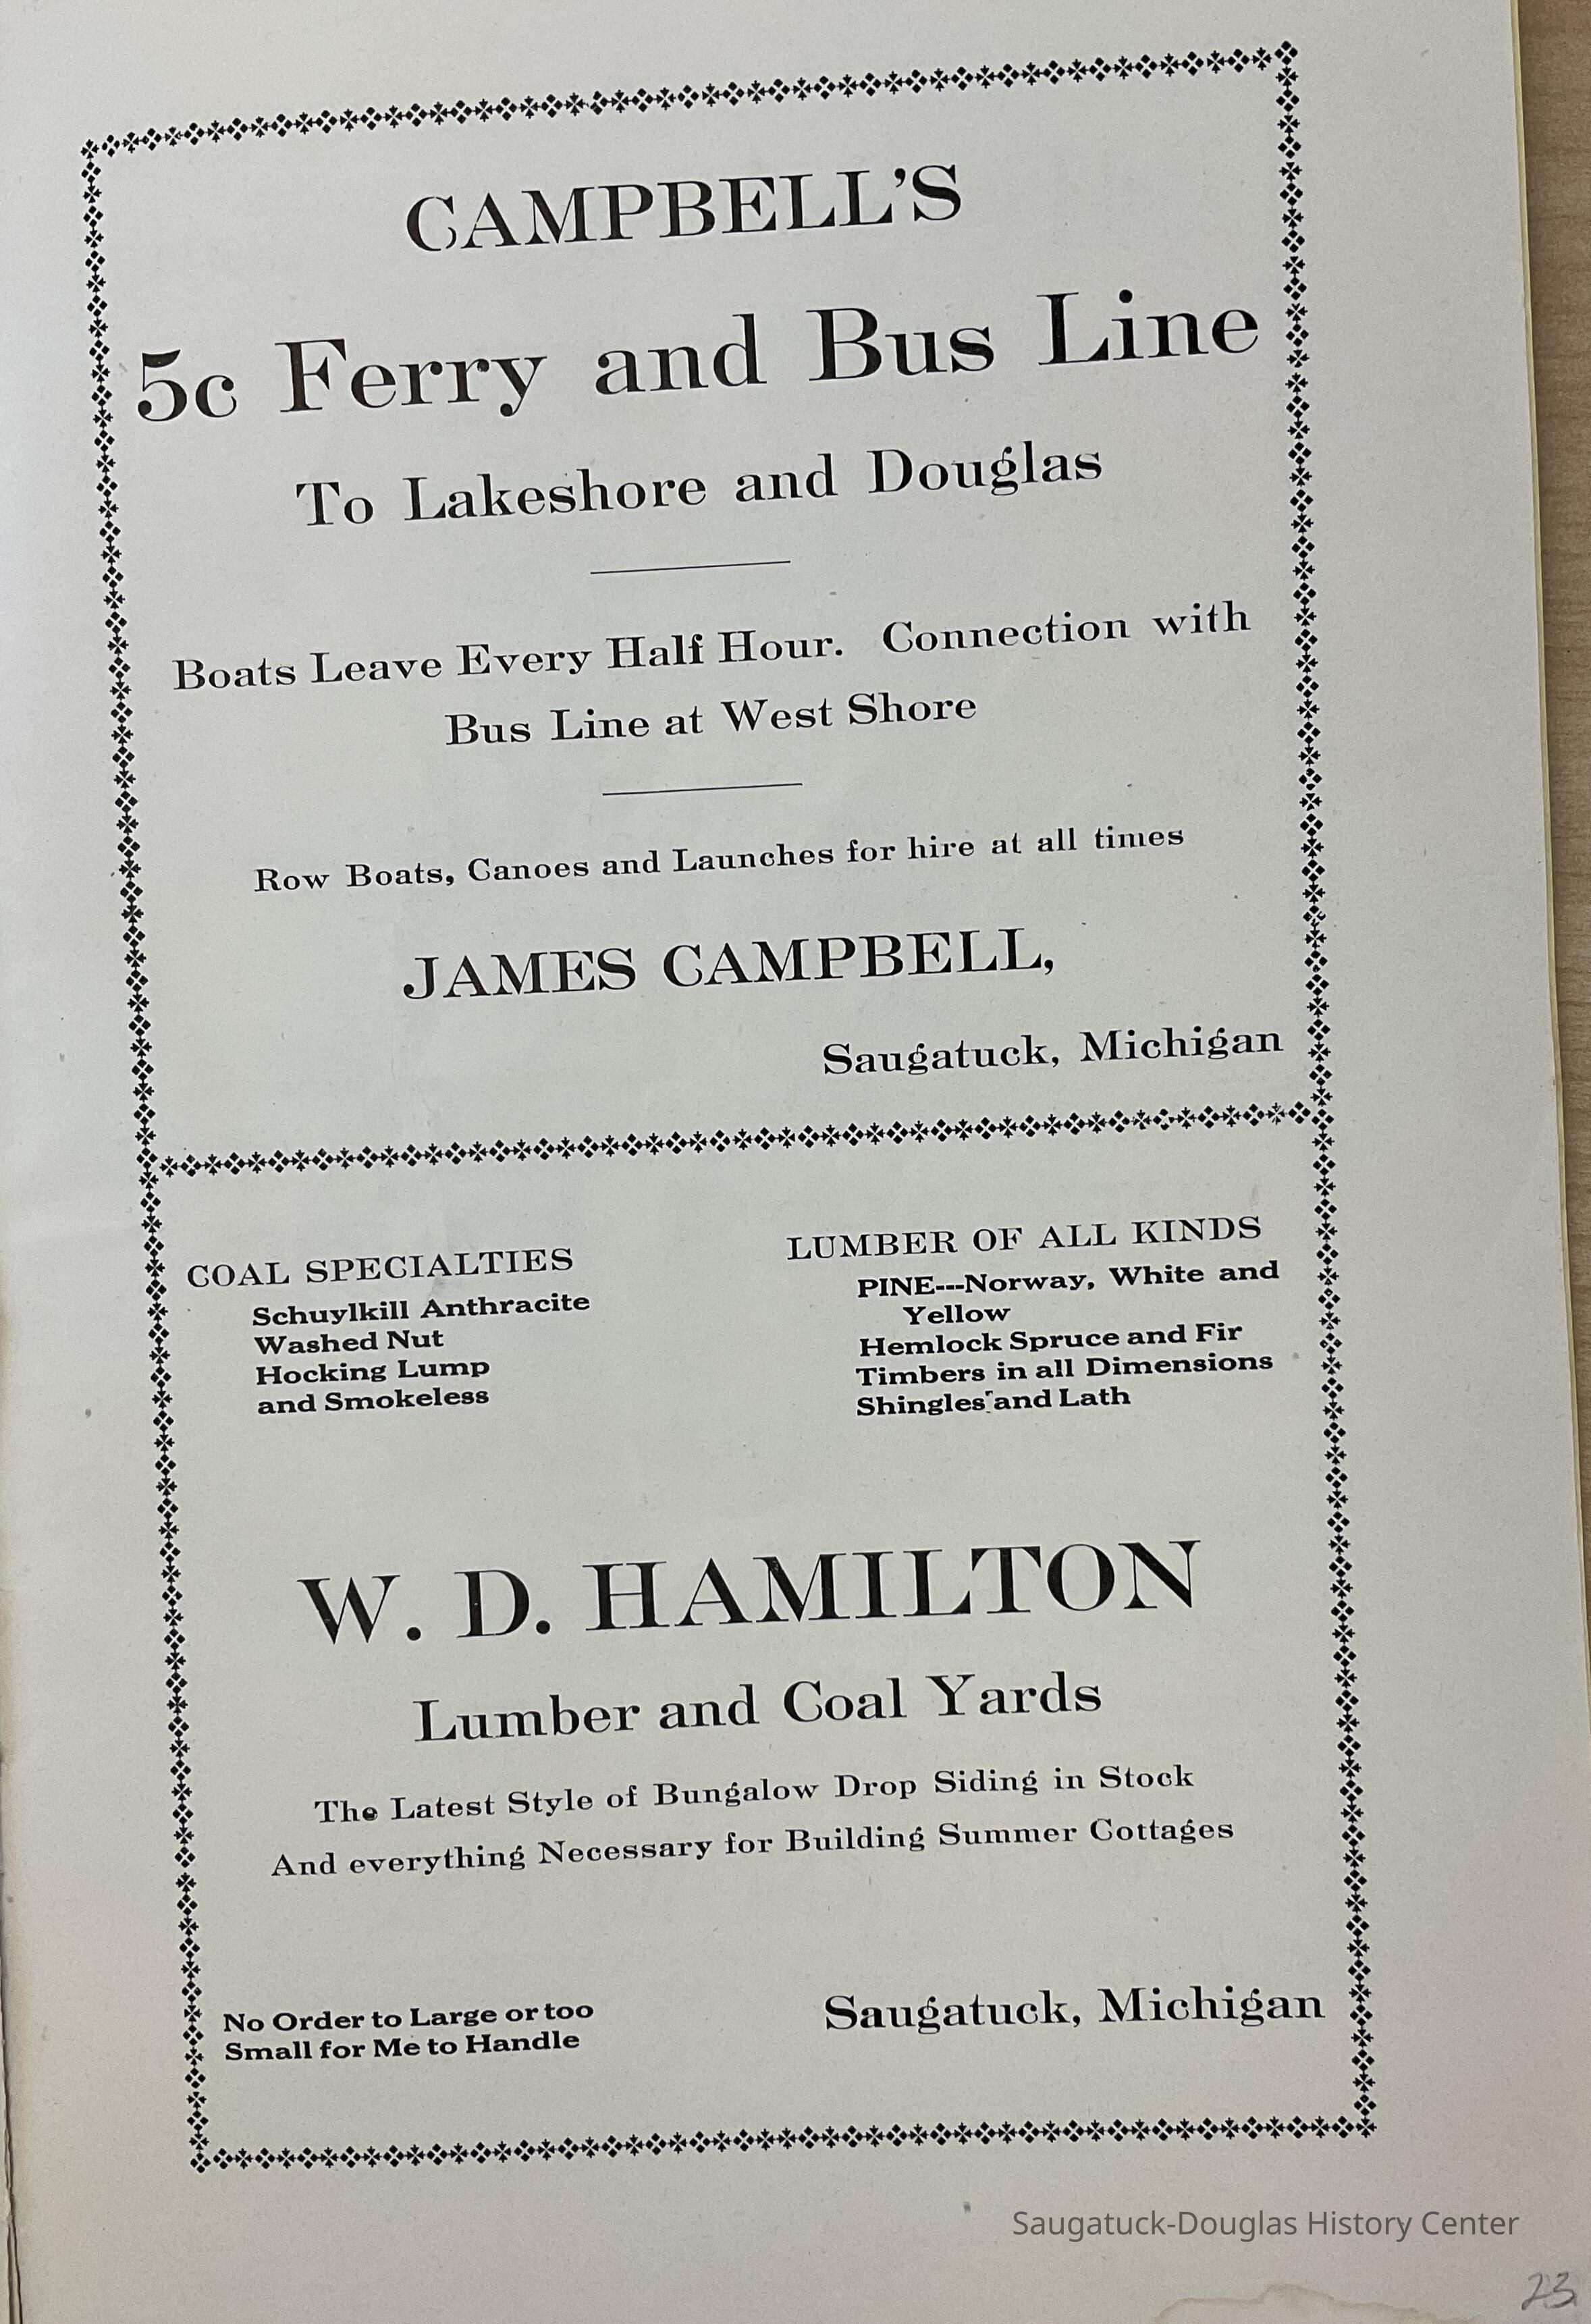 CAMPBELL'S
5c Ferry and Bus Line
To Lakeshore and Douglas
Boats Leave Every Half Hour. Connection with
Bus Line at West Shore
Row Boats, Canoes and Launches for hire at all times
JAMES CAMPBELL,
Saugatuck, Michigan
COAL SPECIALTIES
Schuylkill Anthracite
Washed Nut
Hocking Lump
and Smokeless
LUMBER OF ALL KINDS
PINE---Norway, White and
Yellow
Hemlock Spruce and Fir
Timbers in all Dimensions
Shingles and Lath
W. D. HAMILTON
Lumber and Coal Yards
The Latest Style of Bungalow Drop Siding in Stock
And everything Necessary for Building Summer Cottages
No Order to Large or too
Small for Me to Handle
Saugatuck, Michigan
Saugatuck-Douglas History Center
23